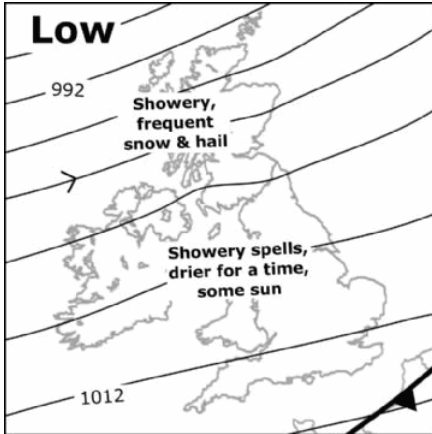 Low
992
Showery,
frequent
snow & hail
Showery spells,
drier for a time,
some sun
1012